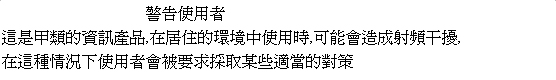 警告使用者
這是甲類的資訊產品,在居住的環境中使用時,可能會造成射頻干擾,
在這種情況下使用者會被要求採取某些適當的對策